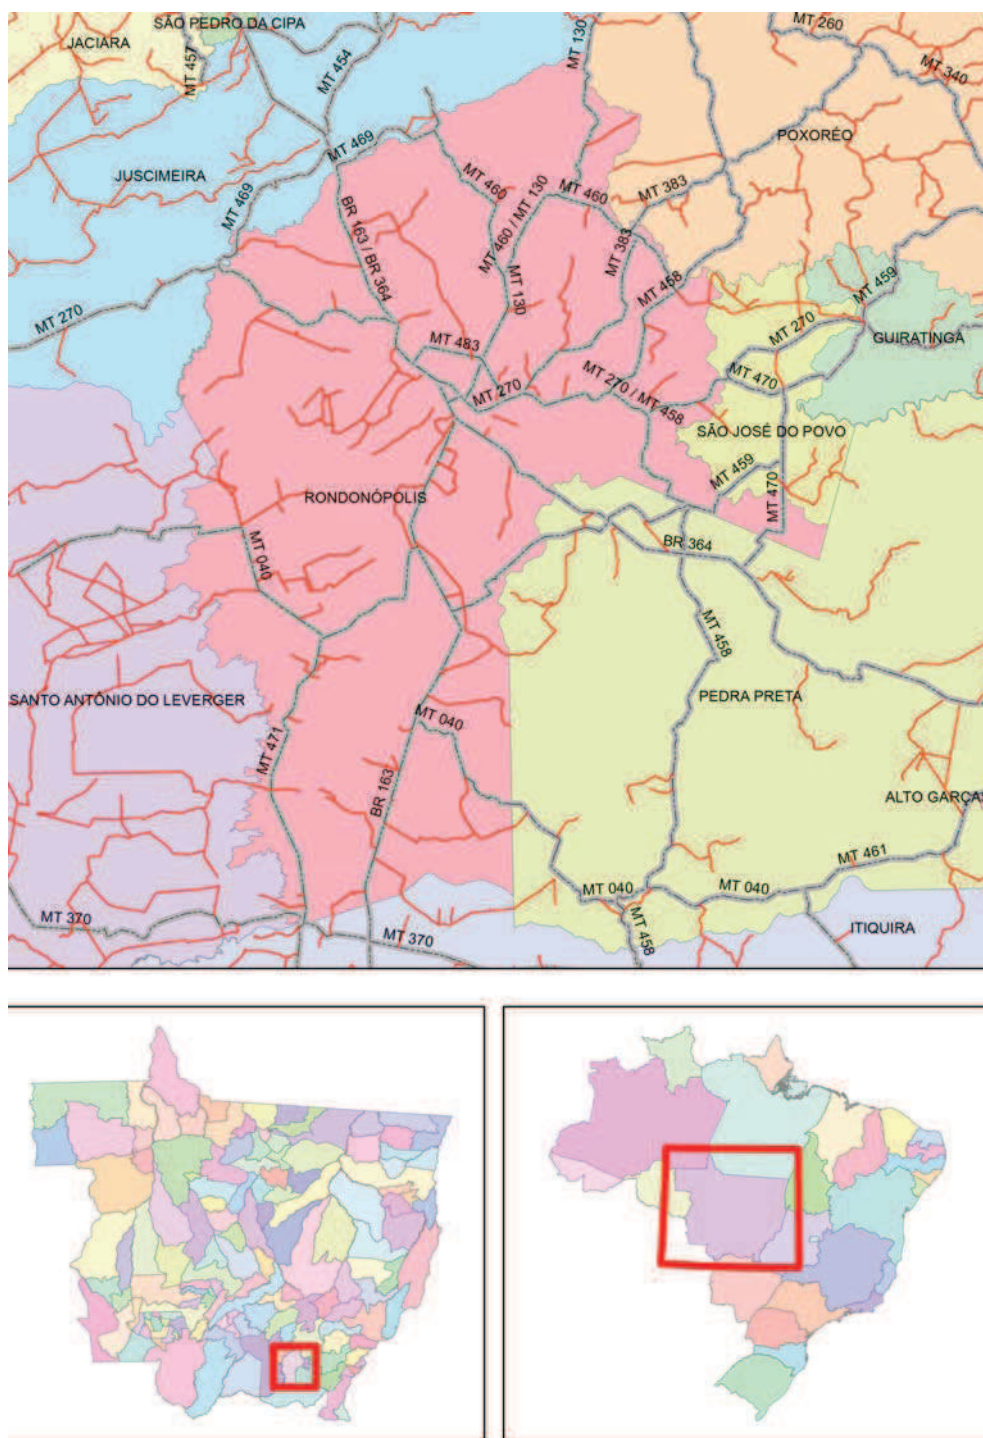 SÃO PEDRO DA CIPA
JACIARA
MT 457
MT 454
MT 130
MT 260
MT 340
POXORÉO
JUSCIMEIRA
MT 469
MT 469
MT 460
MT 460 / MT 130
MT 460
MT 383
BR 163 / BR 364
MT 383
MT 458
MT 459
MT 270
MT 130
MT 270
GUIRATINGA
MT 483
MT 270
MT 270 / MT 458
MT 470
SÃO JOSÉ DO POVO
MT 459
MT 470
RONDONÓPOLIS
MT 040
BR 364
MT 458
SANTO ANTÔNIO DO LEVERGER
PEDRA PRETA
MT 040
MT 471
BR 163
ALTO GARÇAS
MT 461
MT 040
MT 040
MT 370
MT 370
MT 458
ITIQUIRA